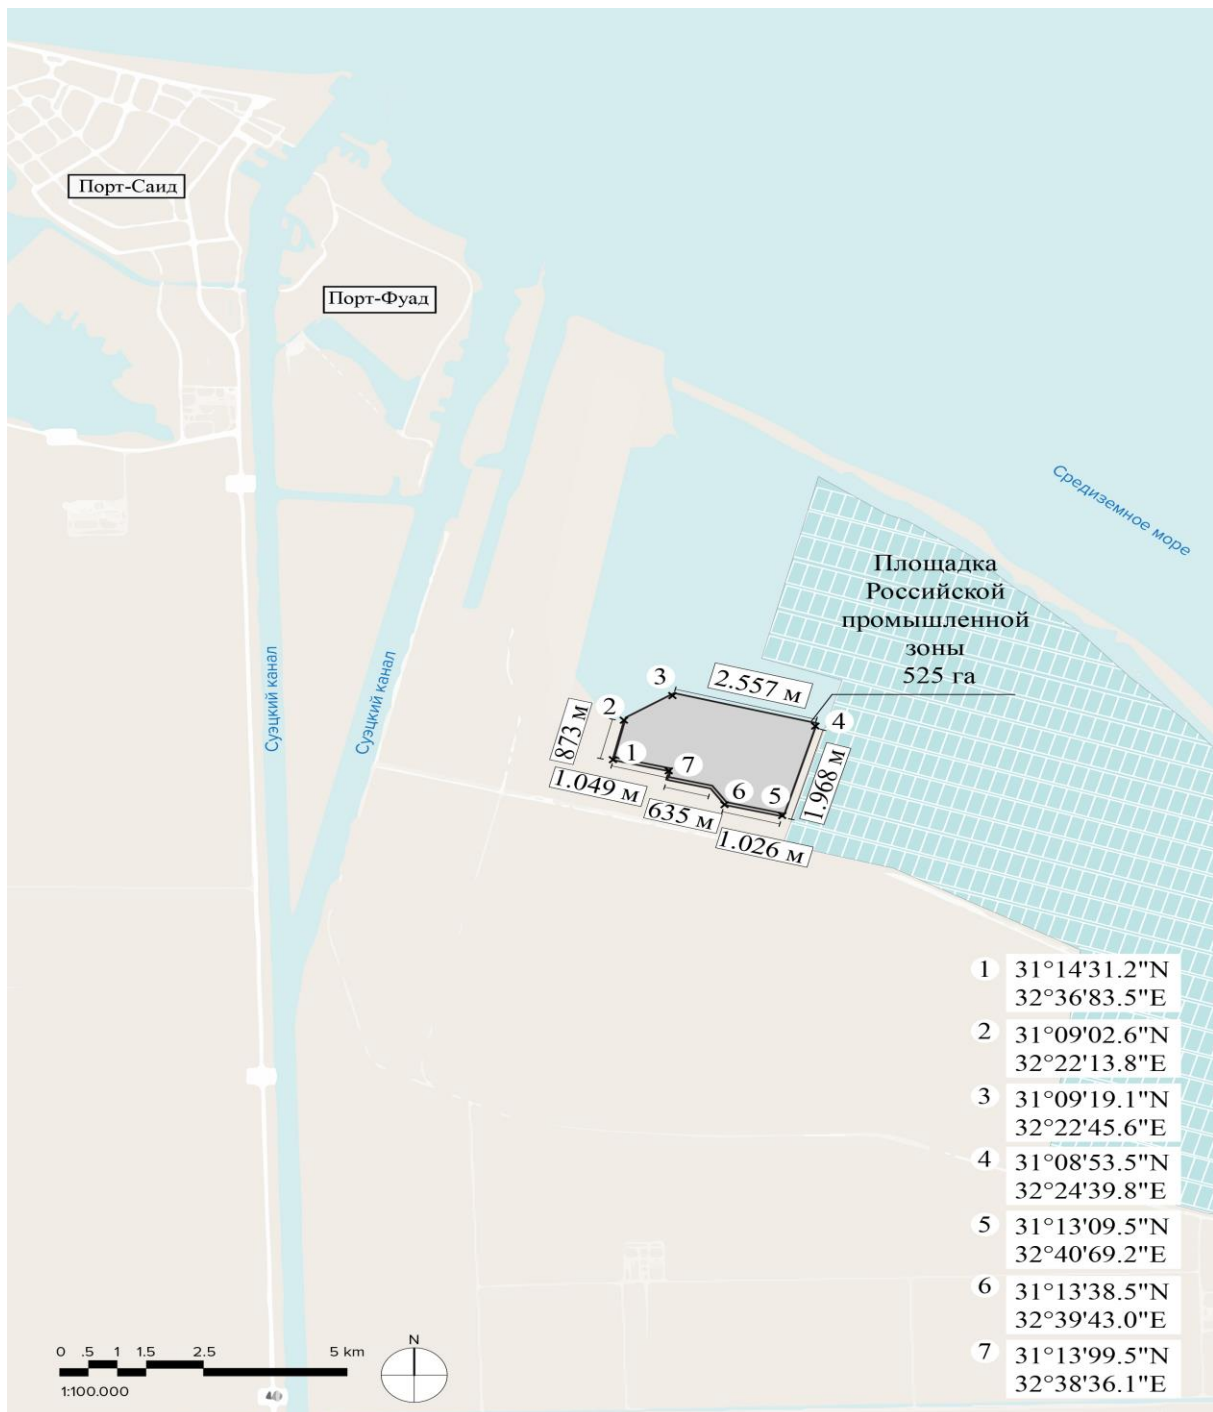 Порт-Саид
Порт-Фуад
Средиземное море
Площадка
Российской
промышленной
зоны
525 га
Суэцкий канал
Суэцкий канал
3
2.557 м
2
4
873 м
1
7
1.968 м
1.049 м
6
5
635 м
1.026 м
1
31°14'31.2"N
32°36'83.5"E
2
31°09'02.6"N
32°22'13.8"E
3
31°09'19.1"N
32°22'45.6"E
4
31°08'53.5"N
32°24'39.8"E
5
31°13'09.5"N
32°40'69.2"E
6
31°13'38.5"N
32°39'43.0"E
7
31°13'99.5"N
32°38'36.1"E
N
0 .5 1 1.5 2.5 5 km
1:100.000